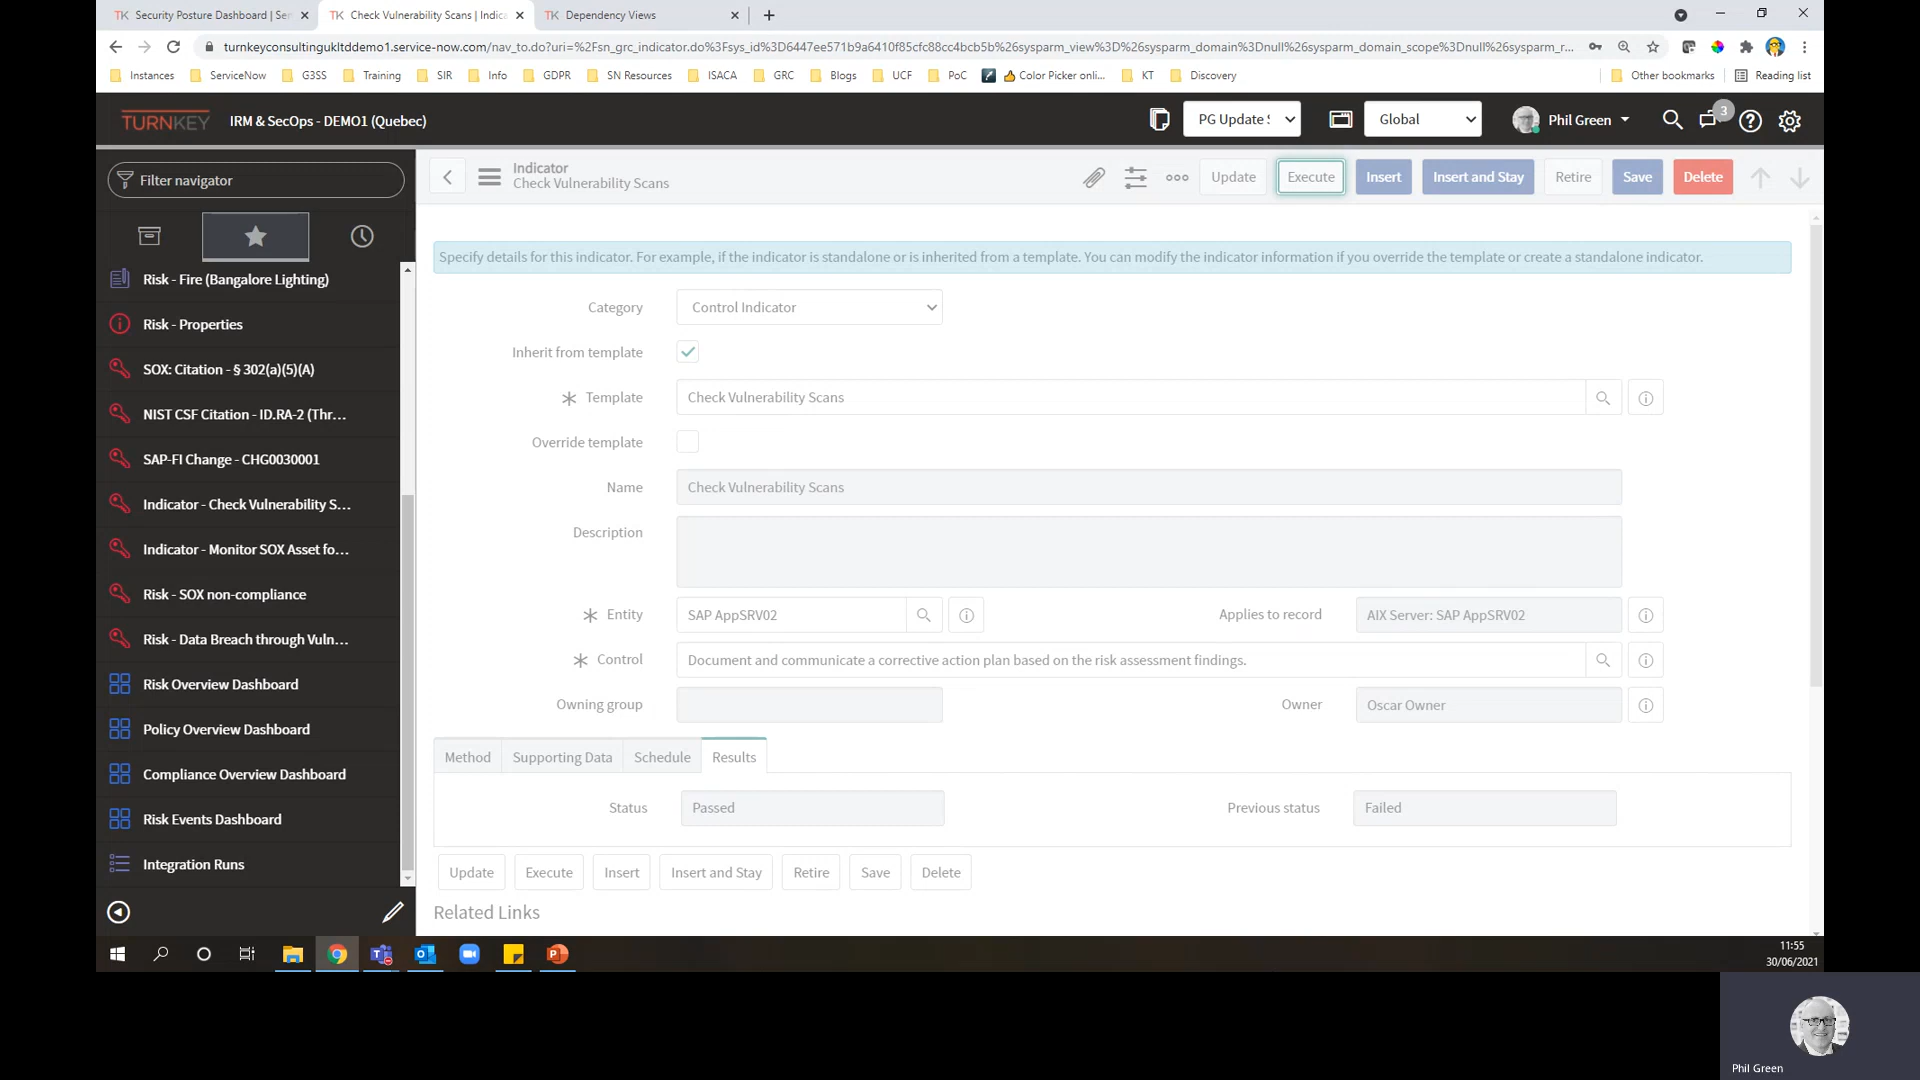 TK Security Posture Dashboard | Ser
TK Check Vulnerability Scans | Indica
TK Dependency Views
turnkeyconsultingukltddemo1.service-now.com/nav_to.do?uri=%2Fsn_grc_indicator.do%3Fsys_id%3D6447ee571b9a6410f85cfc88cc4bcb5b%26sysparm_view%3D%26sysparm_domain%3Dnull%26sysparm_domain_scope%3Dnull%26sysparm_r...
Instances
ServiceNow
G3SS
Training
SIR
Info
GDPR
SN Resources
ISACA
GRC
Blogs
UCF
PoC
Color Picker onli...
KT
Discovery
Other bookmarks
Reading list
TURNKEY
IRM & SecOps - DEMO1 (Quebec)
PG Update S
Global
Phil Green
3
Filter navigator
Risk - Fire (Bangalore Lighting)
Risk - Properties
SOX: Citation - § 302(a)(5)(A)
NIST CSF Citation - ID.RA-2 (Thr...
SAP-FI Change - CHG0030001
Indicator - Check Vulnerability S...
Indicator - Monitor SOX Asset fo...
Risk - SOX non-compliance
Risk - Data Breach through Vuln...
Risk Overview Dashboard
Policy Overview Dashboard
Compliance Overview Dashboard
Risk Events Dashboard
Integration Runs
Indicator
Check Vulnerability Scans
Update
Execute
Insert
Insert and Stay
Retire
Save
Delete
Specify details for this indicator. For example, if the indicator is standalone or is inherited from a template. You can modify the indicator information if you override the template or create a standalone indicator.
Category
Control Indicator
Inherit from template
Template
Check Vulnerability Scans
Override template
Name
Check Vulnerability Scans
Description
Entity
SAP AppSRV02
Applies to record
AIX Server: SAP AppSRV02
Control
Document and communicate a corrective action plan based on the risk assessment findings.
Owning group
Owner
Oscar Owner
Method
Supporting Data
Schedule
Results
Status
Passed
Previous status
Failed
Update
Execute
Insert
Insert and Stay
Retire
Save
Delete
Related Links
11:55
30/06/2021
Phil Green